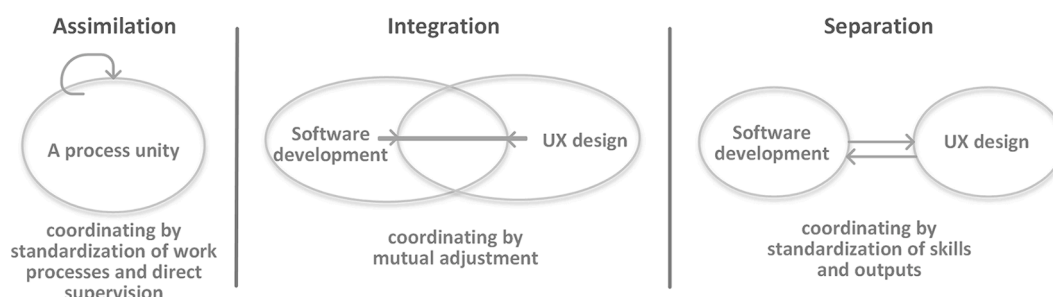 Assimilation
A process unity
coordinating by
standardization of work
processes and direct
supervision
Integration
Software
development
UX design
coordinating by
mutual adjustment
Separation
Software
development
UX design
coordinating by
standardization of skills
and outputs